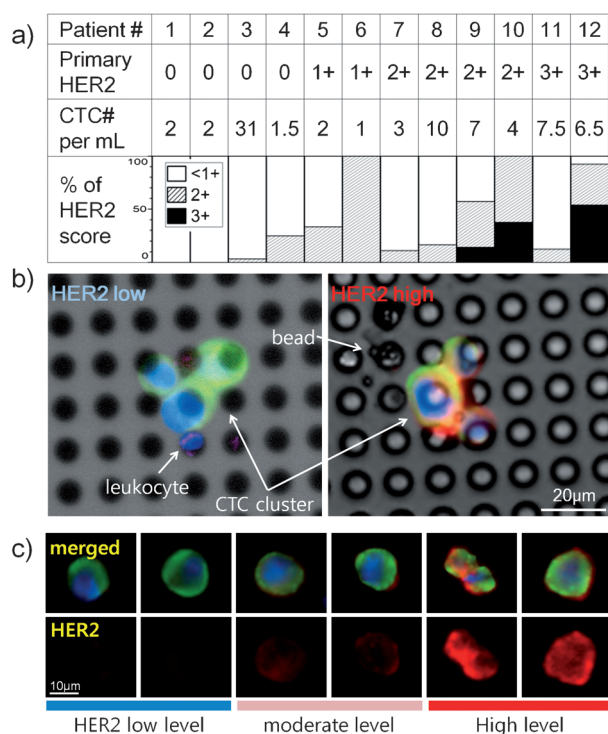 a)
Patient # 1 2 3 4 5 6 7 8 9 10 11 12
Primary HER2 0 0 0 0 1+ 1+ 2+ 2+ 2+ 2+ 3+ 3+
CTC# per mL 2 2 31 1.5 2 1 3 10 7 4 7.5 6.5
% of HER2 score
100
50
0
<1+
2+
3+
b)
HER2 low
HER2 high
bead
leukocyte
CTC cluster
20μm
c)
merged
HER2
10μm
HER2 low level moderate level High level